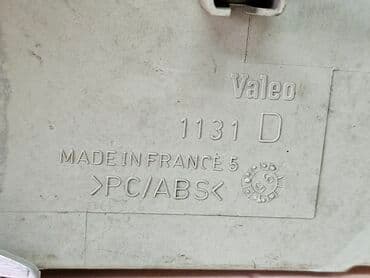 Valeo
1131 D
MADE IN FRANCE 5
>PC/ABS<